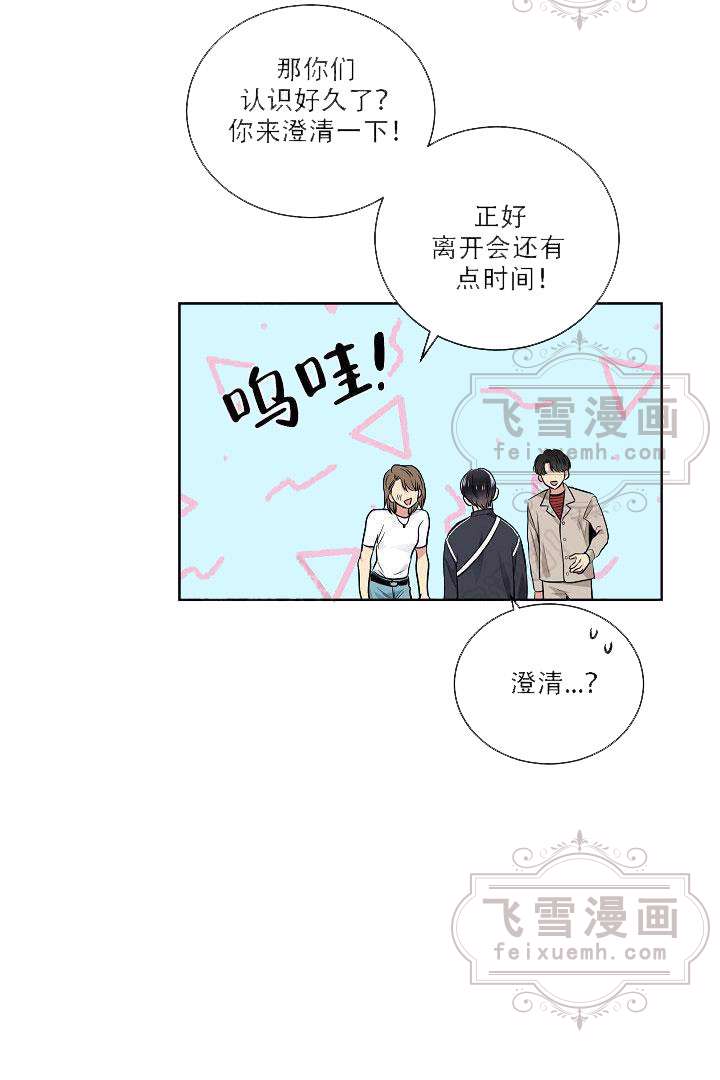 那你们
认识好久了?
你来澄清一下!
正好
离开会还有
点时间!
呜哇!
飞雪漫画
feixuemh.com
澄清...?
飞雪漫画
feixuemh.com